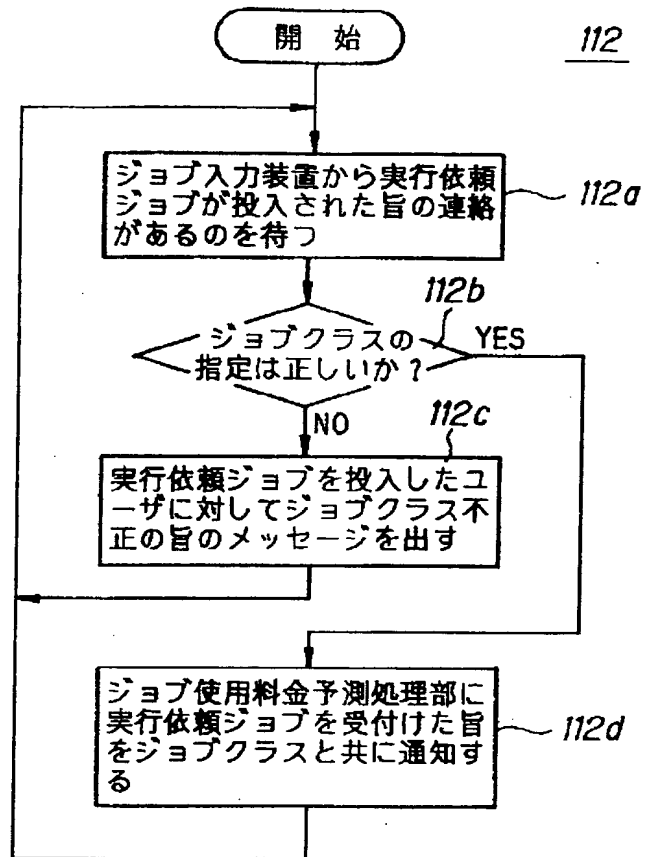 開 始
112
ジョブ入力装置から実行依頼
ジョブが投入された旨の連絡
があるのを待つ
112a
112b
ジョブクラスの
指定は正しいか？
YES
NO
112c
実行依頼ジョブを投入したユ
ーザに対してジョブクラス不
正の旨のメッセージを出す
ジョブ使用料金予測処理部に
実行依頼ジョブを受付けた旨
をジョブクラスと共に通知す
る
112d